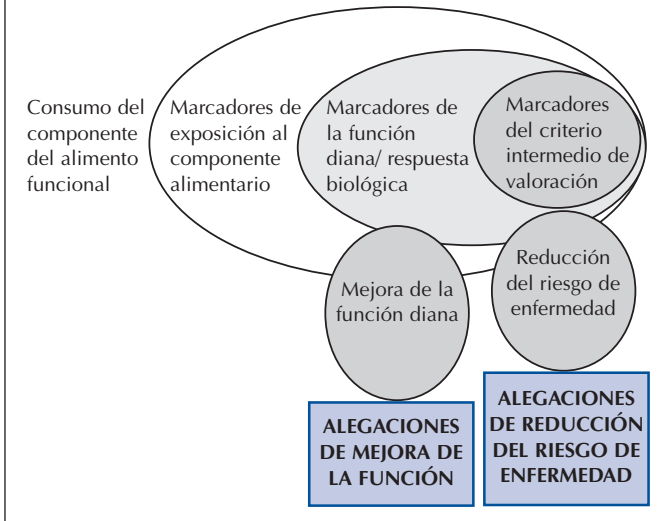 Consumo del
componente
del alimento
funcional
Marcadores de
exposición al
componente
alimentario
Marcadores de
la función
diana/ respuesta
biológica
Marcadores
del criterio
intermedio de
valoración
Mejora de la
función diana
Reducción
del riesgo de
enfermedad
ALEGACIONES
DE MEJORA DE
LA FUNCIÓN
ALEGACIONES
DE REDUCCIÓN
DEL RIESGO DE
ENFERMEDAD